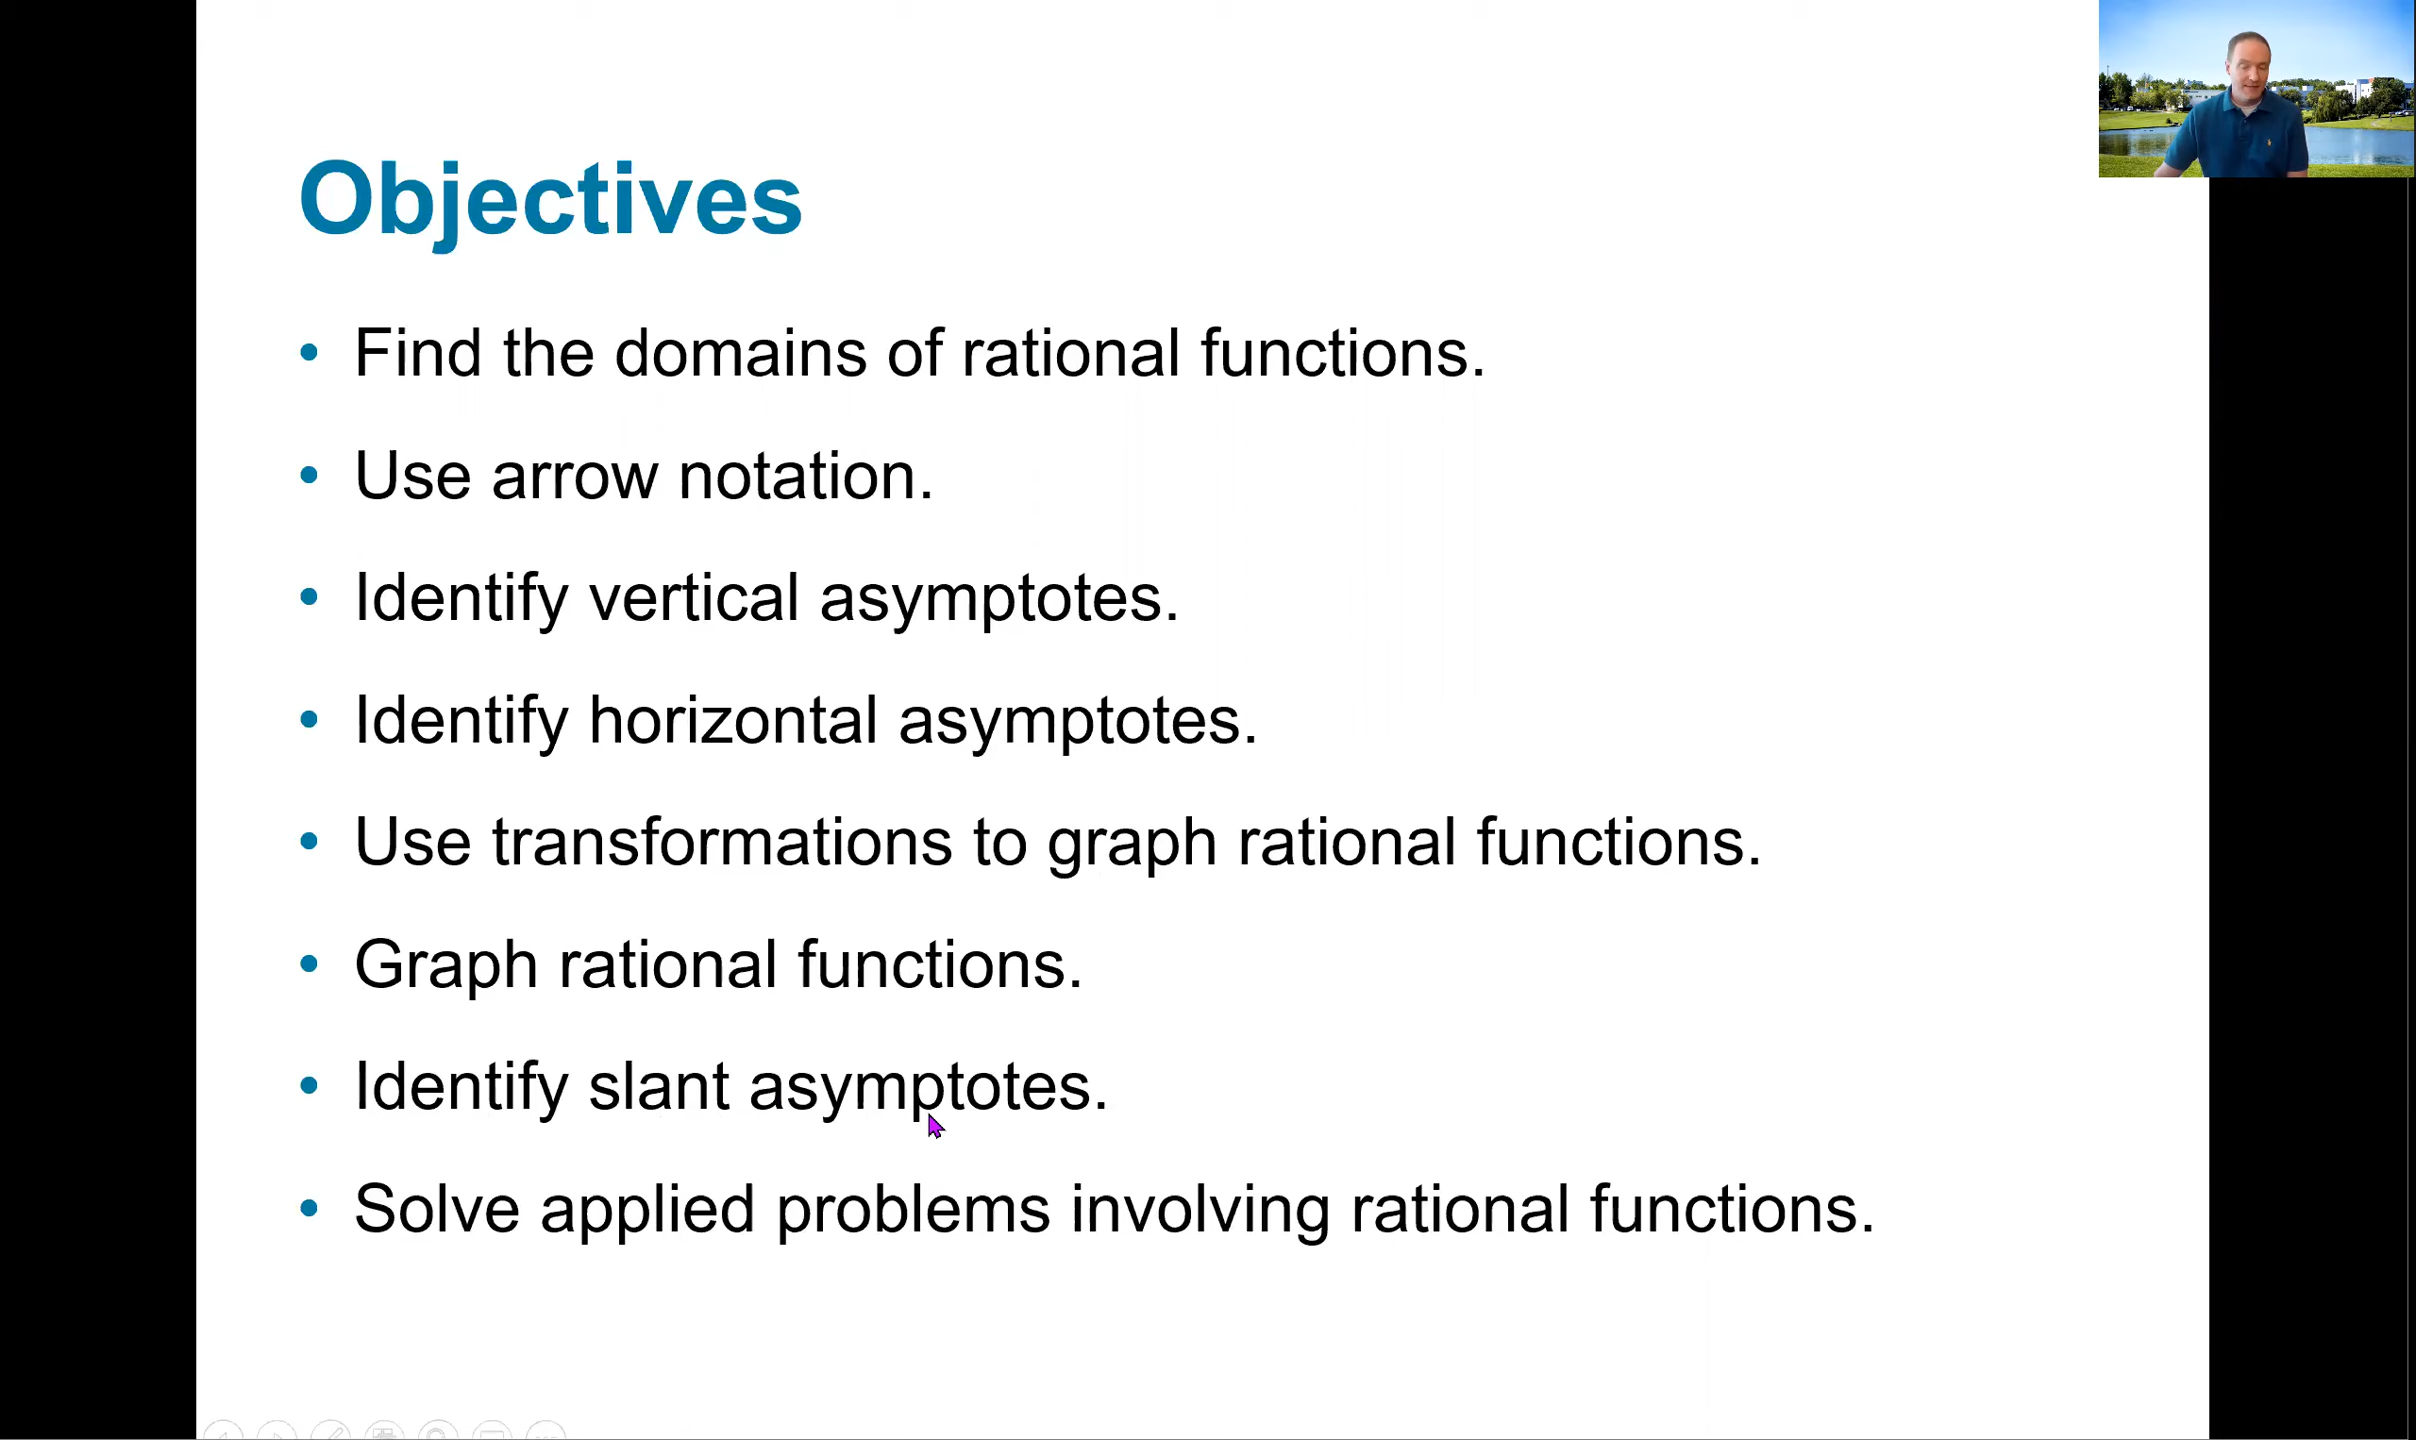 Objectives
• Find the domains of rational functions.
• Use arrow notation.
• Identify vertical asymptotes.
• Identify horizontal asymptotes.
• Use transformations to graph rational functions.
• Graph rational functions.
• Identify slant asymptotes.
• Solve applied problems involving rational functions.